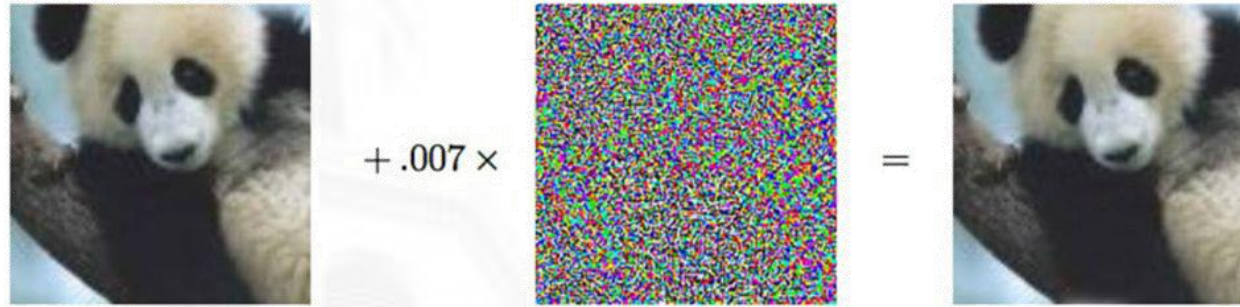 + .007 × =